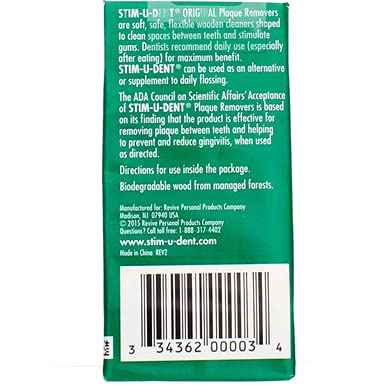 STIM-U-DENT® ORIGINAL Plaque Removers
are soft, safe, flexible wooden cleaners shaped
to clean spaces between teeth and stimulate
gums. Dentists recommend daily use (especially
after eating) for maximum benefit.
STIM-U-DENT® can be used as an alternative
or supplement to daily flossing.
The ADA Council on Scientific Affairs' Acceptance
of STIM-U-DENT® Plaque Removers is based
on its finding that the product is effective for
removing plaque between teeth and helping
to prevent and reduce gingivitis, when used
as directed.
Directions for use inside the package.
Biodegradable wood from managed forests.
Manufactured for: Revive Personal Products Company
Madison, NJ 07940 USA
© 2015 Revive Personal Products Company
Questions? Call toll free: 1-888-317-4402
www.stim-u-dent.com
Made in China REV2
3 34362 00003 4